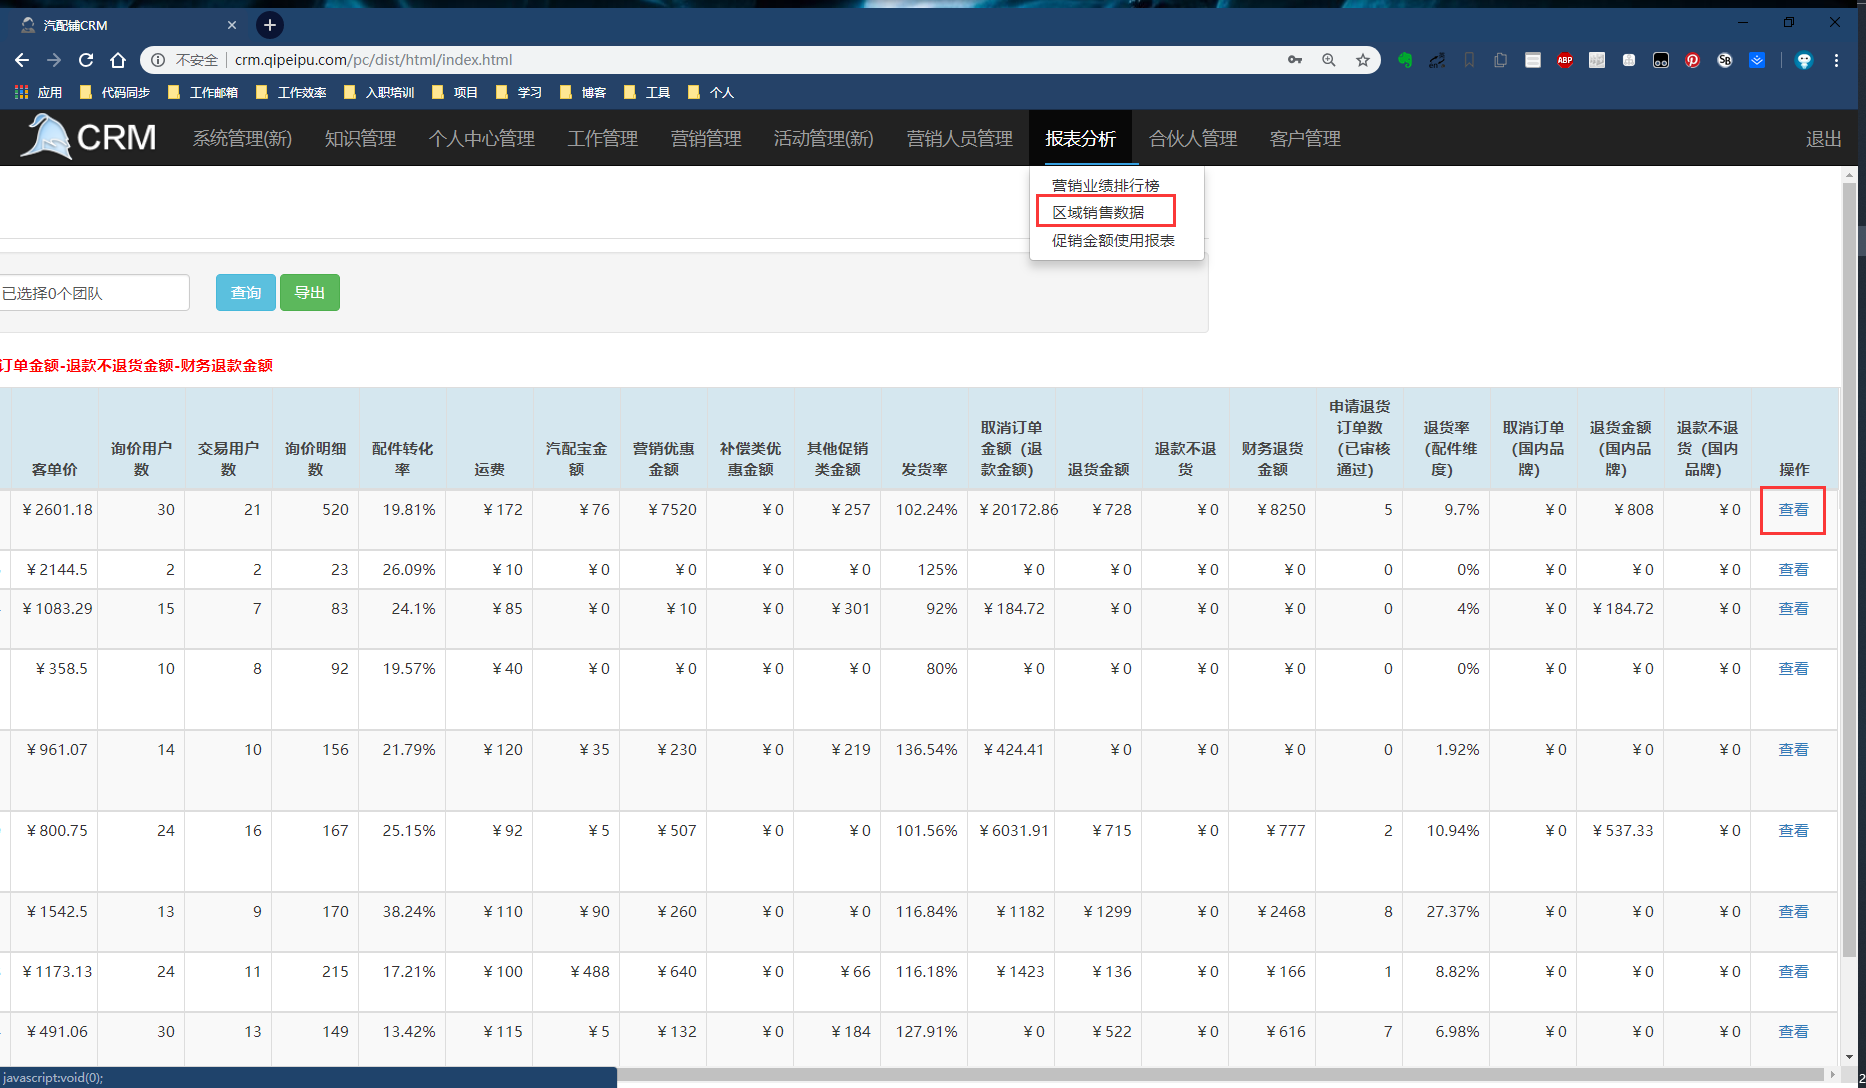 汽配铺CRM
不安全 crm.qipeipu.com/pc/dist/html/index.html
应用 代码同步 工作邮箱 工作效率 入职培训 项目 学习 博客 工具 个人
CRM 系统管理(新) 知识管理 个人中心管理 工作管理 营销管理 活动管理(新) 营销人员管理 报表分析 合伙人管理 客户管理 退出
营销业绩排行榜
区域销售数据
促销金额使用报表
已选择0个团队 查询 导出
订单金额-退款不退货金额-财务退款金额
客单价 询价用户数 交易用户数 询价明细数 配件转化率 运费 汽配宝金额 营销优惠金额 补偿类优惠金额 其他促销类金额 发货率 取消订单金额（退款金额） 退货金额 退款不退货 财务退货金额 申请退货订单数(已审核通过) 退货率(配件维度) 取消订单(国内品牌) 退货金额(国内品牌) 退款不退货（国内品牌） 操作
￥2601.18 30 21 520 19.81% ￥172 ￥76 ￥7520 ￥0 ￥257 102.24% ￥20172.86 ￥728 ￥0 ￥8250 5 9.7% ￥0 ￥808 ￥0 查看
￥2144.5 2 2 23 26.09% ￥10 ￥0 ￥0 ￥0 ￥0 125% ￥0 ￥0 ￥0 ￥0 0 0% ￥0 ￥0 ￥0 查看
￥1083.29 15 7 83 24.1% ￥85 ￥0 ￥10 ￥0 ￥301 92% ￥184.72 ￥0 ￥0 ￥0 0 4% ￥0 ￥184.72 ￥0 查看
￥358.5 10 8 92 19.57% ￥40 ￥0 ￥0 ￥0 ￥0 80% ￥0 ￥0 ￥0 ￥0 0 0% ￥0 ￥0 ￥0 查看
￥961.07 14 10 156 21.79% ￥120 ￥35 ￥230 ￥0 ￥219 136.54% ￥424.41 ￥0 ￥0 ￥0 0 1.92% ￥0 ￥0 ￥0 查看
￥800.75 24 16 167 25.15% ￥92 ￥5 ￥507 ￥0 ￥0 101.56% ￥6031.91 ￥715 ￥0 ￥777 2 10.94% ￥0 ￥537.33 ￥0 查看
￥1542.5 13 9 170 38.24% ￥110 ￥90 ￥260 ￥0 ￥0 116.84% ￥1182 ￥1299 ￥0 ￥2468 8 27.37% ￥0 ￥0 ￥0 查看
￥1173.13 24 11 215 17.21% ￥100 ￥488 ￥640 ￥0 ￥66 116.18% ￥1423 ￥136 ￥0 ￥166 1 8.82% ￥0 ￥0 ￥0 查看
￥491.06 30 13 149 13.42% ￥115 ￥5 ￥132 ￥0 ￥184 127.91% ￥0 ￥522 ￥0 ￥616 7 6.98% ￥0 ￥0 ￥0 查看
javascript:void(0);